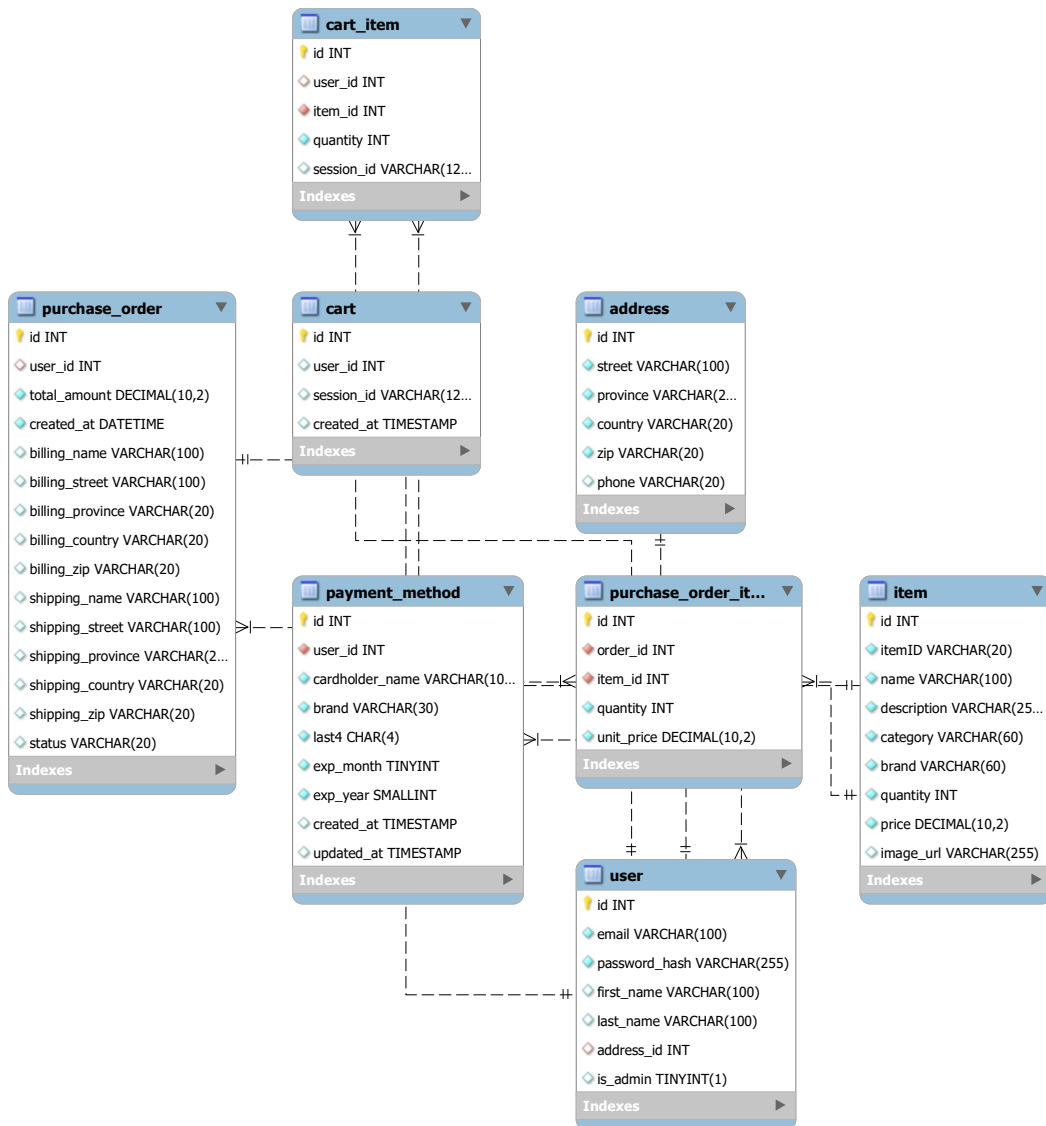 cart_item
id INT
user_id INT
item_id INT
quantity INT
session_id VARCHAR(12...
Indexes
purchase_order
id INT
user_id INT
total_amount DECIMAL(10,2)
created_at DATETIME
billing_name VARCHAR(100)
billing_street VARCHAR(100)
billing_province VARCHAR(20)
billing_country VARCHAR(20)
billing_zip VARCHAR(20)
shipping_name VARCHAR(100)
shipping_street VARCHAR(100)
shipping_province VARCHAR(2...
shipping_country VARCHAR(20)
shipping_zip VARCHAR(20)
status VARCHAR(20)
Indexes
cart
id INT
user_id INT
session_id VARCHAR(12...
created_at TIMESTAMP
Indexes
address
id INT
street VARCHAR(100)
province VARCHAR(2...
country VARCHAR(20)
zip VARCHAR(20)
phone VARCHAR(20)
Indexes
payment_method
id INT
user_id INT
cardholder_name VARCHAR(10...
brand VARCHAR(30)
last4 CHAR(4)
exp_month TINYINT
exp_year SMALLINT
created_at TIMESTAMP
updated_at TIMESTAMP
Indexes
purchase_order_it...
id INT
order_id INT
item_id INT
quantity INT
unit_price DECIMAL(10,2)
Indexes
item
id INT
itemID VARCHAR(20)
name VARCHAR(100)
description VARCHAR(25...
category VARCHAR(60)
brand VARCHAR(60)
quantity INT
price DECIMAL(10,2)
image_url VARCHAR(255)
Indexes
user
id INT
email VARCHAR(100)
password_hash VARCHAR(255)
first_name VARCHAR(100)
last_name VARCHAR(100)
address_id INT
is_admin TINYINT(1)
Indexes